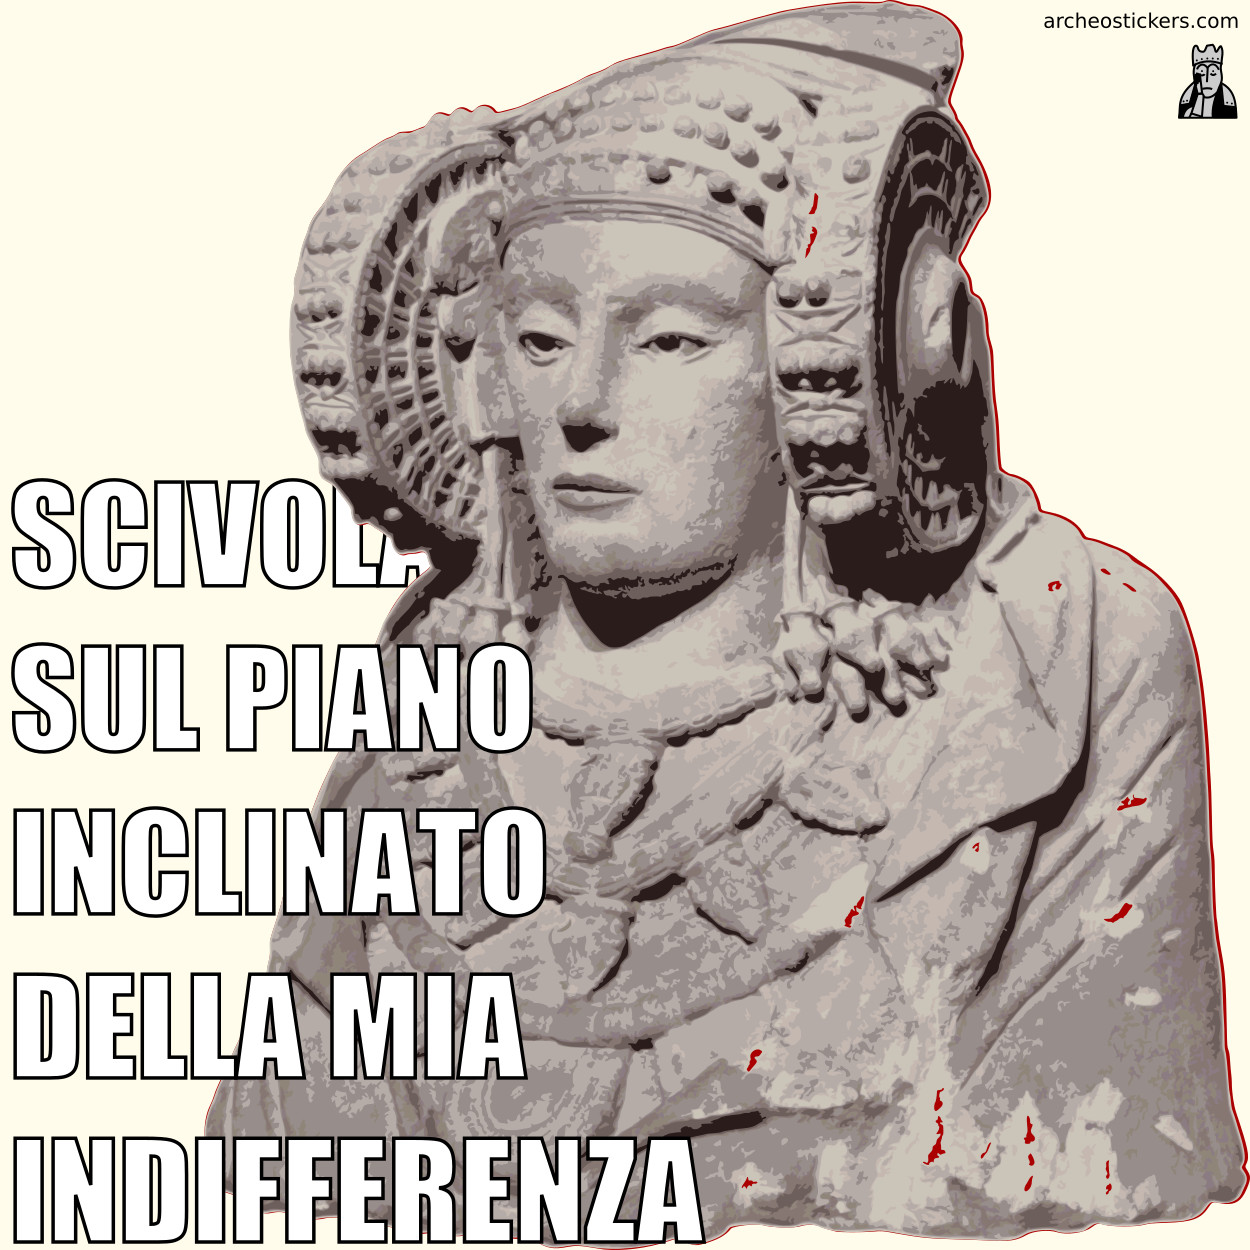 archeostickers.com
SCIVOLA
SUL PIANO
INCLINATO
DELLA MIA
INDIFFERENZA